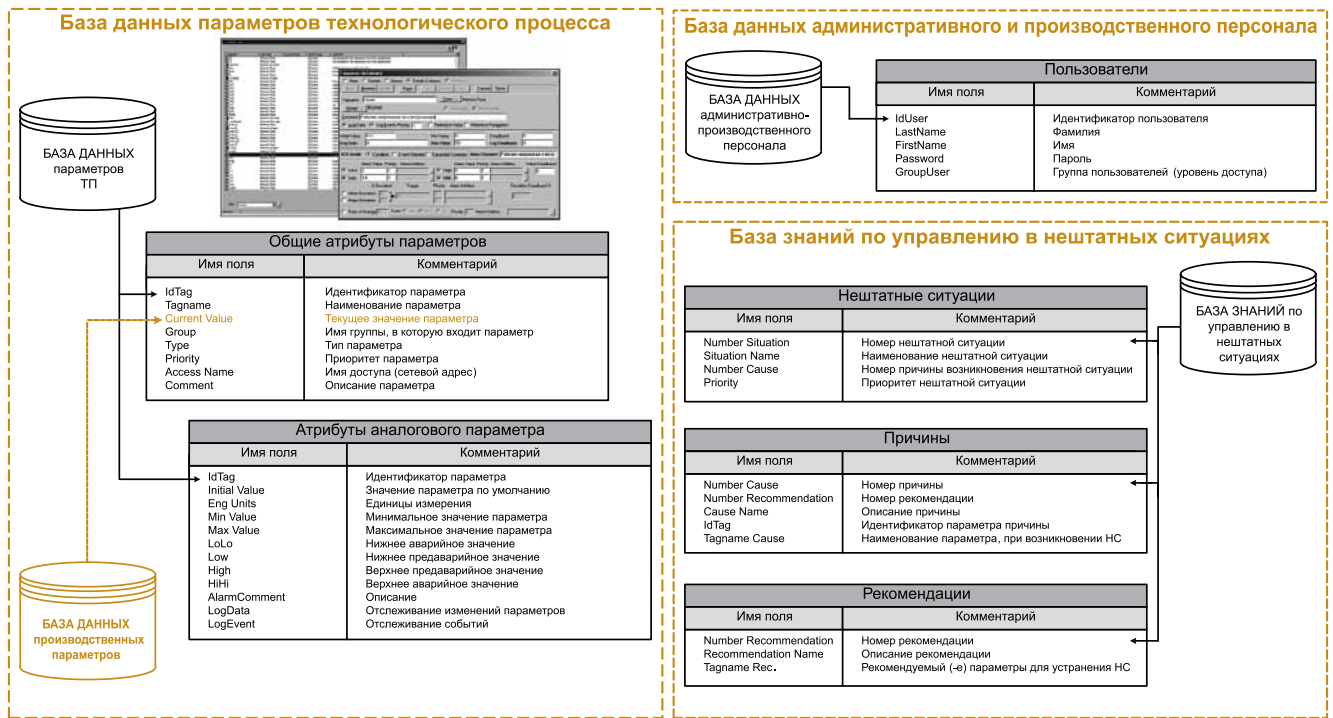 База данных параметров технологического процесса
БАЗА ДАННЫХ
параметров
ТП
Общие атрибуты параметров
Имя поля Комментарий
IdTag Идентификатор параметра
Tagname Наименование параметра
Current Value Текущее значение параметра
Group Имя группы, в которую входит параметр
Type Тип параметра
Priority Приоритет параметра
Access Name Имя доступа (сетевой адрес)
Comment Описание параметра
Атрибуты аналогового параметра
Имя поля Комментарий
IdTag Идентификатор параметра
Initial Value Значение параметра по умолчанию
Eng Units Единицы измерения
Min Value Минимальное значение параметра
Max Value Максимальное значение параметра
LoLo Нижнее аварийное значение
Low Нижнее предаварийное значение
High Верхнее предаварийное значение
HiHi Верхнее аварийное значение
AlarmComment Описание
LogData Отслеживание изменений параметров
LogEvent Отслеживание событий
БАЗА ДАННЫХ
производственных
параметров
База данных административного и производственного персонала
БАЗА ДАННЫХ
административно-
производственного
персонала
Пользователи
Имя поля Комментарий
IdUser Идентификатор пользователя
LastName Фамилия
FirstName Имя
Password Пароль
GroupUser Группа пользователей (уровень доступа)
База знаний по управлению в нештатных ситуациях
БАЗА ЗНАНИЙ по
управлению в
нештатных
ситуациях
Нештатные ситуации
Имя поля Комментарий
Number Situation Номер нештатной ситуации
Situation Name Наименование нештатной ситуации
Number Cause Номер причины возникновения нештатной ситуации
Priority Приоритет нештатной ситуации
Причины
Имя поля Комментарий
Number Cause Номер причины
Number Recommendation Номер рекомендации
Cause Name Описание причины
IdTag Идентификатор параметра причины
Tagname Cause Наименование параметра, при возникновении НС
Рекомендации
Имя поля Комментарий
Number Recommendation Номер рекомендации
Recommendation Name Описание рекомендации
Tagname Rec. Рекомендуемый (-е) параметры для устранения НС